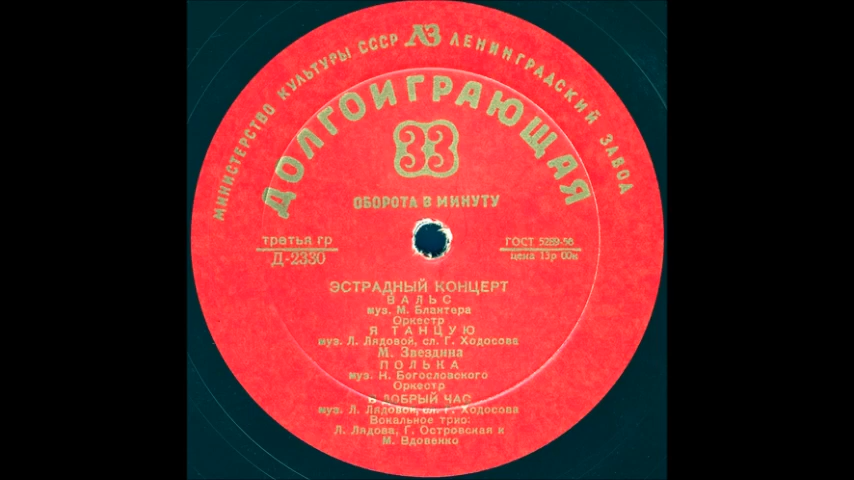 МИНИСТЕРСТВО КУЛЬТУРЫ СССР ЛЗ ЛЕНИНГРАДСКИЙ ЗАВОД
ДОЛГОИГРАЮЩАЯ
33
ОБОРОТА В МИНУТУ
третья гр
Д-2330
ГОСТ 5289-56
цена 13р 00к
ЭСТРАДНЫЙ КОНЦЕРТ
ВАЛЬС
муз. М. Блантера
Оркестр
Я ТАНЦУЮ
муз. Л. Лядовой, сл. Г. Ходосова
М. Звездина
ПОЛЬКА
муз. Н. Богословского
Оркестр
В ДОБРЫЙ ЧАС
муз. Л. Лядовой, сл. Г. Ходосова
Вокальное трио:
Л. Лядова, Г. Островская и
М. Вдовенко